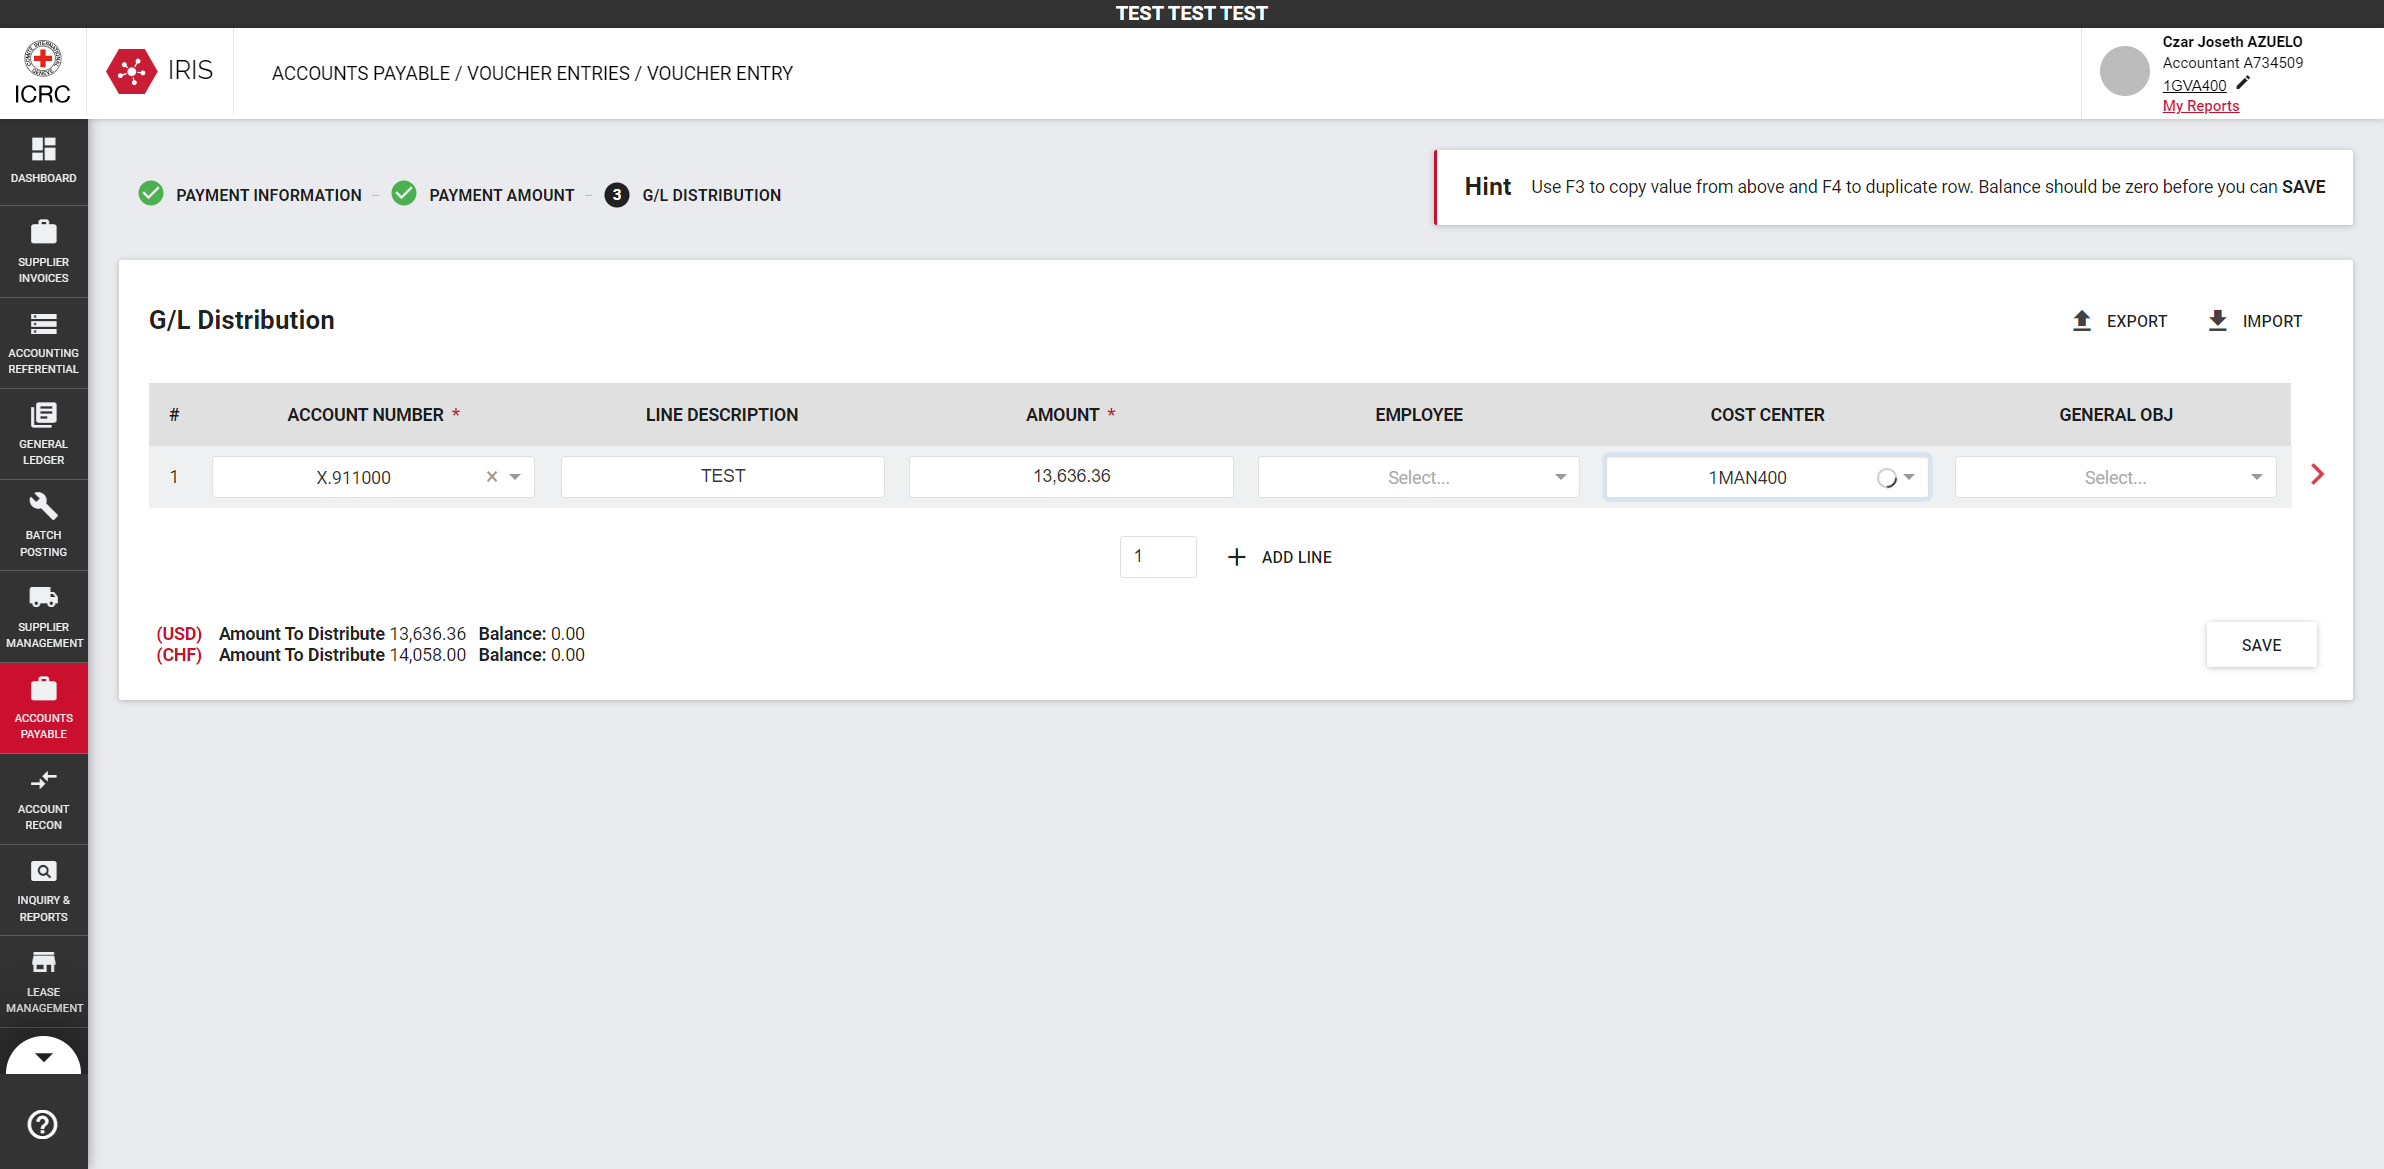 TEST TEST TEST
ICRC
IRIS
ACCOUNTS PAYABLE / VOUCHER ENTRIES / VOUCHER ENTRY
Czar Joseth AZUELO
Accountant A734509
1GVA400
My Reports
DASHBOARD
SUPPLIER
INVOICES
ACCOUNTING
REFERENTIAL
GENERAL
LEDGER
BATCH
POSTING
SUPPLIER
MANAGEMENT
ACCOUNTS
PAYABLE
ACCOUNT
RECON
INQUIRY &
REPORTS
LEASE
MANAGEMENT
PAYMENT INFORMATION
PAYMENT AMOUNT
3 G/L DISTRIBUTION
Hint Use F3 to copy value from above and F4 to duplicate row. Balance should be zero before you can SAVE
G/L Distribution
EXPORT
IMPORT
# ACCOUNT NUMBER * LINE DESCRIPTION AMOUNT * EMPLOYEE COST CENTER GENERAL OBJ
1 X.911000 TEST 13,636.36 Select... 1MAN400 Select...
1 ADD LINE
(USD) Amount To Distribute 13,636.36 Balance: 0.00
(CHF) Amount To Distribute 14,058.00 Balance: 0.00
SAVE